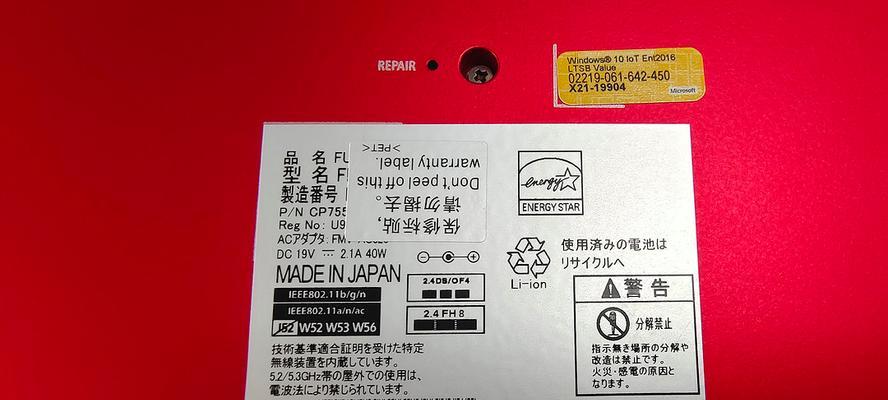 REPAIR
Windows® 10 IoT Ent2016
LTSB Value
02219-061-642-450
X21-19904
Microsoft
品 名 FU
型 名 F
製造番号
P/N CP755
Reg No: U9
ACアダプタ: FMV
DC 19V ⎓ 2.1A 40W
MADE IN JAPAN
保修标贴,
请勿揭去。
Don't peel off this
warranty label.
>PET<
energy
ENERGY STAR
IEEE802.11b/g/n
IEEE802.11a/n/ac
J52 W52 W53 W56
2.4DS/OF4
2.4 FH 8
技術基準適合証明を受けた特定
無線装置を内蔵しています。
5.2/5.3GHz帯の屋外での使用は、
電波法により禁じられています。
Li-ion
使用済みの電池は
リサイクルへ
警告
分解禁止
指示無き場所の分解や
改造は禁止です。
火災・感電の原因と
なります。